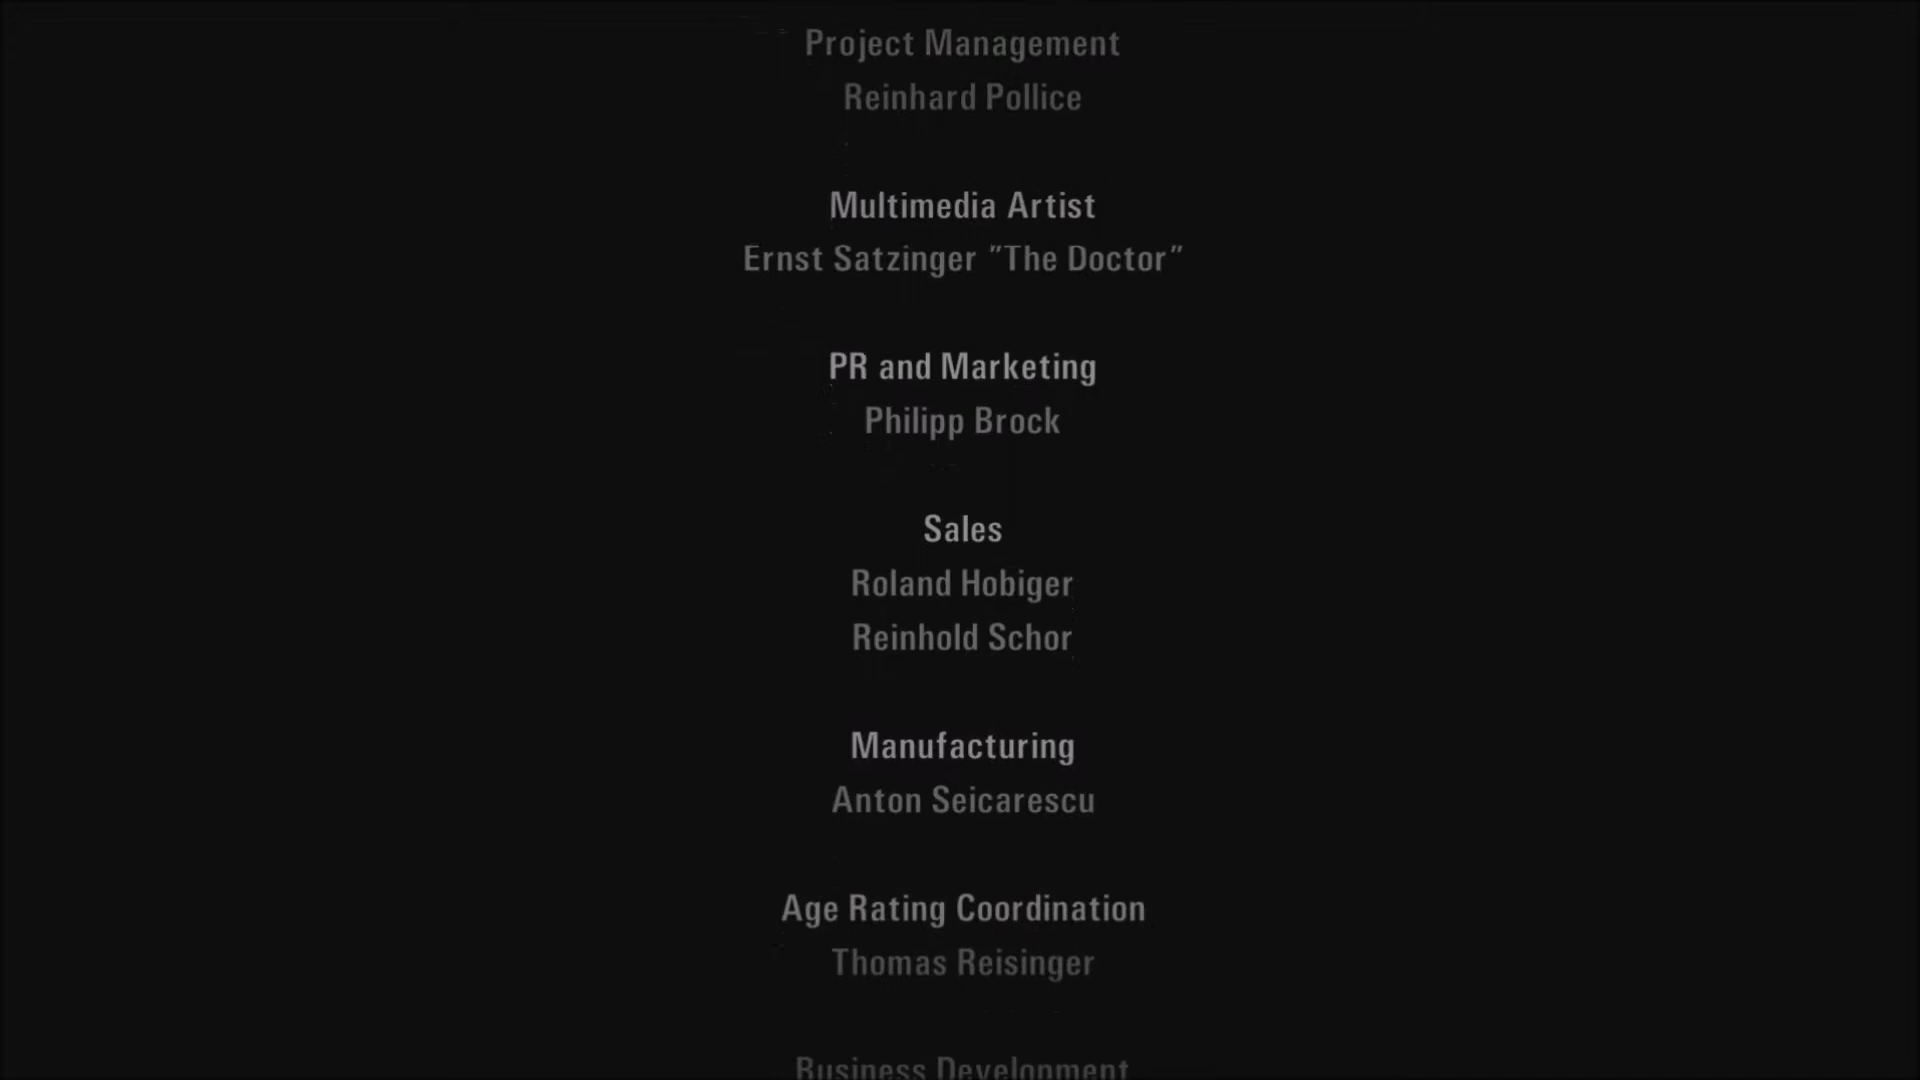 Project Management
Reinhard Pollice
Multimedia Artist
Ernst Satzinger "The Doctor"
PR and Marketing
Philipp Brock
Sales
Roland Hobiger
Reinhold Schor
Manufacturing
Anton Seicarescu
Age Rating Coordination
Thomas Reisinger
Business Development